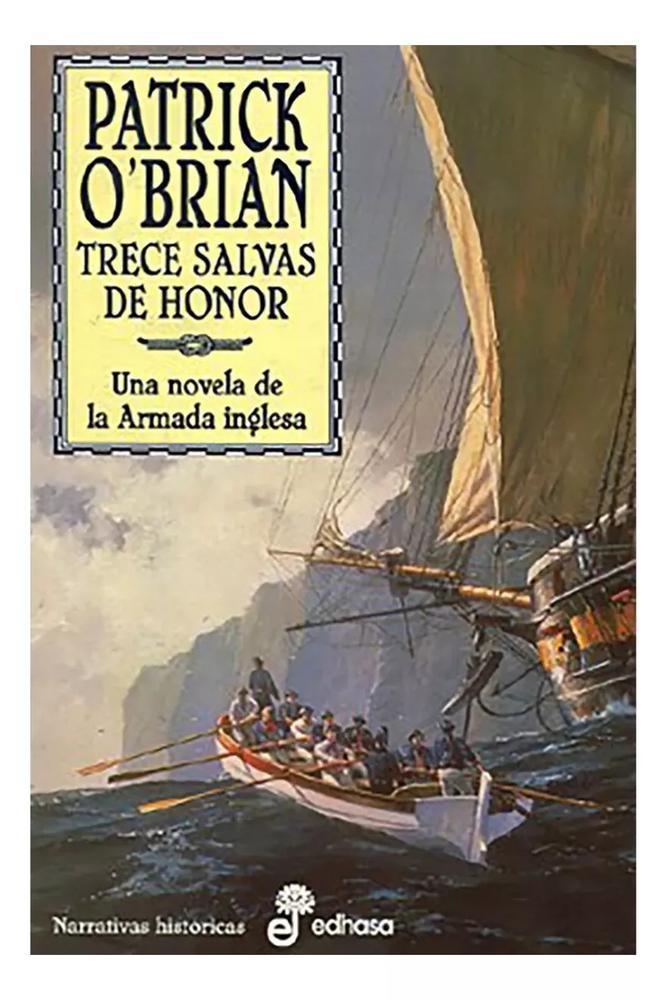 PATRICK
O'BRIAN
TRECE SALVAS
DE HONOR
Una novela de
la Armada inglesa
Narrativas históricas
edhasa